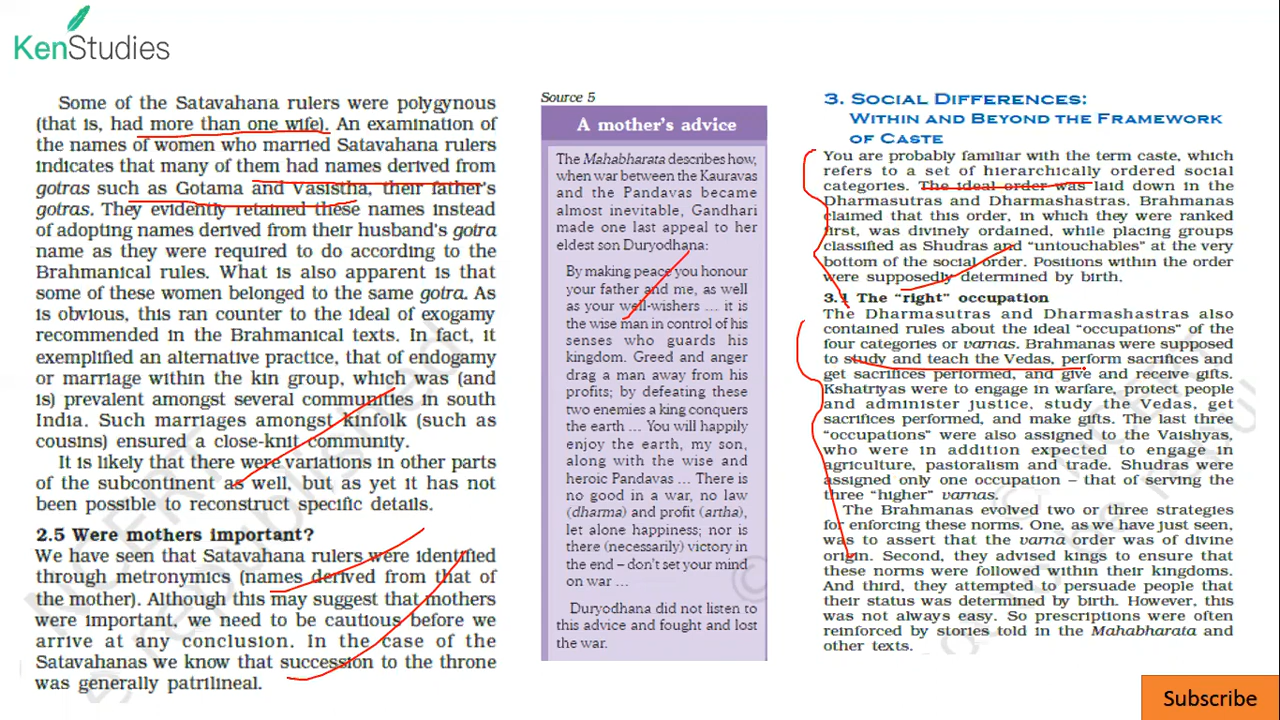 KenStudies
Some of the Satavahana rulers were polygynous
(that is, had more than one wife). An examination of
the names of women who married Satavahana rulers
indicates that many of them had names derived from
gotras such as Gotama and Vasistha, their father's
gotras. They evidently retained these names instead
of adopting names derived from their husband's gotra
name as they were required to do according to the
Brahmanical rules. What is also apparent is that
some of these women belonged to the same gotra. As
is obvious, this ran counter to the ideal of exogamy
recommended in the Brahmanical texts. In fact, it
exemplified an alternative practice, that of endogamy
or marriage within the kin group, which was (and
is) prevalent amongst several communities in south
India. Such marriages amongst kinfolk (such as
cousins) ensured a close-knit community.
It is likely that there were variations in other parts
of the subcontinent as well, but as yet it has not
been possible to reconstruct specific details.
2.5 Were mothers important?
We have seen that Satavahana rulers were identified
through metronymics (names derived from that of
the mother). Although this may suggest that mothers
were important, we need to be cautious before we
arrive at any conclusion. In the case of the
Satavahanas we know that succession to the throne
was generally patrilineal.
Source 5
A mother's advice
The Mahabharata describes how,
when war between the Kauravas
and the Pandavas became
almost inevitable, Gandhari
made one last appeal to her
eldest son Duryodhana:
By making peace you honour
your father and me, as well
as your well-wishers ... it is
the wise man in control of his
senses who guards his
kingdom. Greed and anger
drag a man away from his
profits; by defeating these
two enemies a king conquers
the earth ... You will happily
enjoy the earth, my son,
along with the wise and
heroic Pandavas ... There is
no good in a war, no law
(dharma) and profit (artha),
let alone happiness; nor is
there (necessarily) victory in
the end – don't set your mind
on war ...
Duryodhana did not listen to
this advice and fought and lost
the war.
3. Social Differences:
Within and Beyond the Framework
of Caste
You are probably familiar with the term caste, which
refers to a set of hierarchically ordered social
categories. The ideal order was laid down in the
Dharmasutras and Dharmashastras. Brahmanas
claimed that this order, in which they were ranked
first, was divinely ordained, while placing groups
classified as Shudras and "untouchables" at the very
bottom of the social order. Positions within the order
were supposedly determined by birth.
3.1 The "right" occupation
The Dharmasutras and Dharmashastras also
contained rules about the ideal "occupations" of the
four categories or varnas. Brahmanas were supposed
to study and teach the Vedas, perform sacrifices and
get sacrifices performed, and give and receive gifts.
Kshatriyas were to engage in warfare, protect people
and administer justice, study the Vedas, get
sacrifices performed, and make gifts. The last three
"occupations" were also assigned to the Vaishyas,
who were in addition expected to engage in
agriculture, pastoralism and trade. Shudras were
assigned only one occupation – that of serving the
three "higher" varnas.
The Brahmanas evolved two or three strategies
for enforcing these norms. One, as we have just seen,
was to assert that the varna order was of divine
origin. Second, they advised kings to ensure that
these norms were followed within their kingdoms.
And third, they attempted to persuade people that
their status was determined by birth. However, this
was not always easy. So prescriptions were often
reinforced by stories told in the Mahabharata and
other texts.
Subscribe